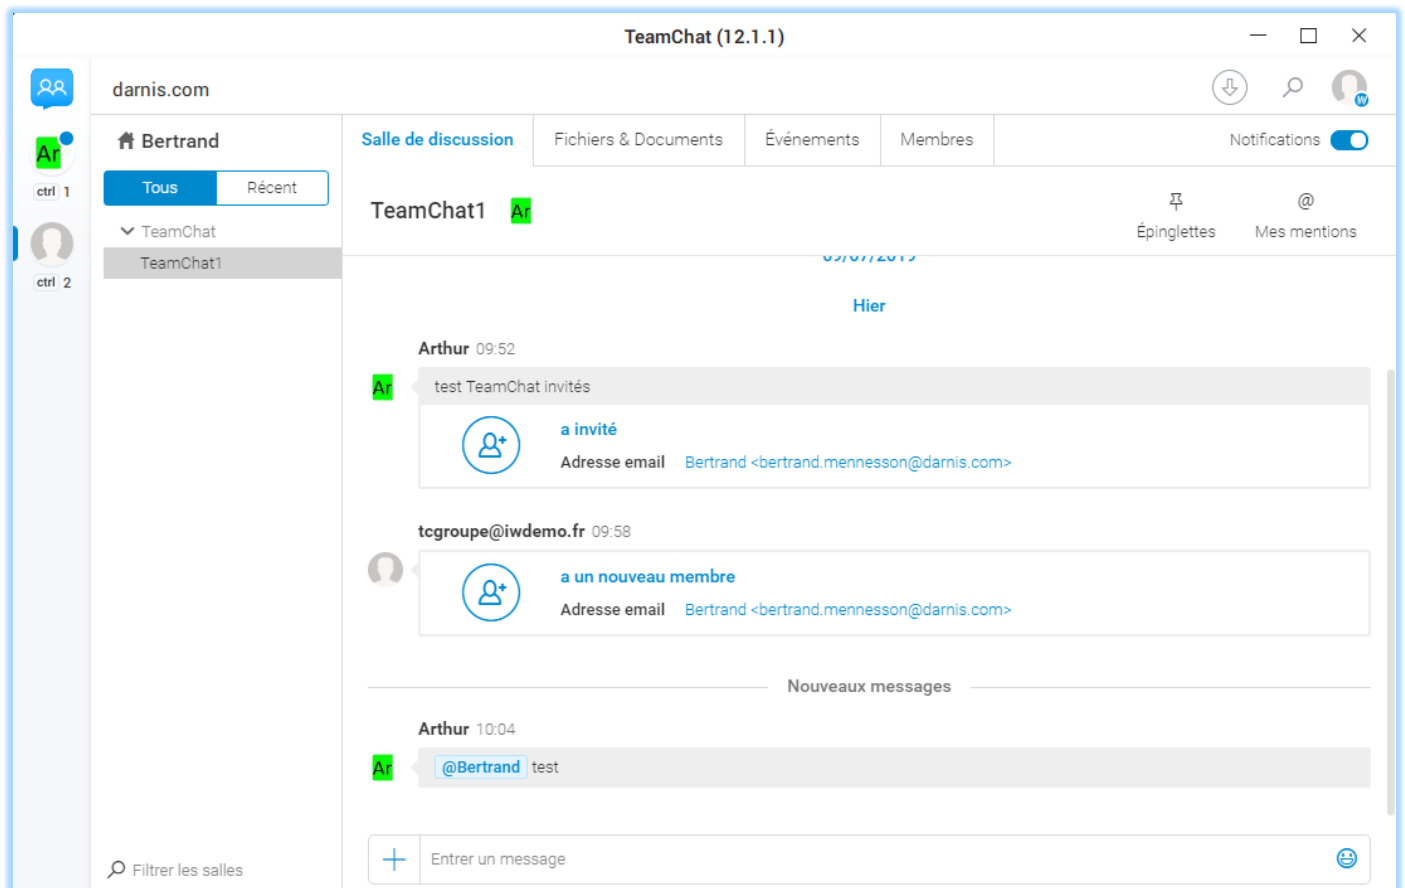 TeamChat (12.1.1)
darnis.com
W
Ar
ctrl 1
ctrl 2
Bertrand
Tous Récent
TeamChat
TeamChat1
Filtrer les salles
Salle de discussion Fichiers & Documents Événements Membres Notifications
TeamChat1 Ar
Épinglettes
@
Mes mentions
09/07/2019
Hier
Arthur 09:52
Ar
test TeamChat invités
a invité
Adresse email Bertrand <bertrand.mennesson@darnis.com>
tcgroupe@iwdemo.fr 09:58
a un nouveau membre
Adresse email Bertrand <bertrand.mennesson@darnis.com>
Nouveaux messages
Arthur 10:04
Ar
@Bertrand test
Entrer un message